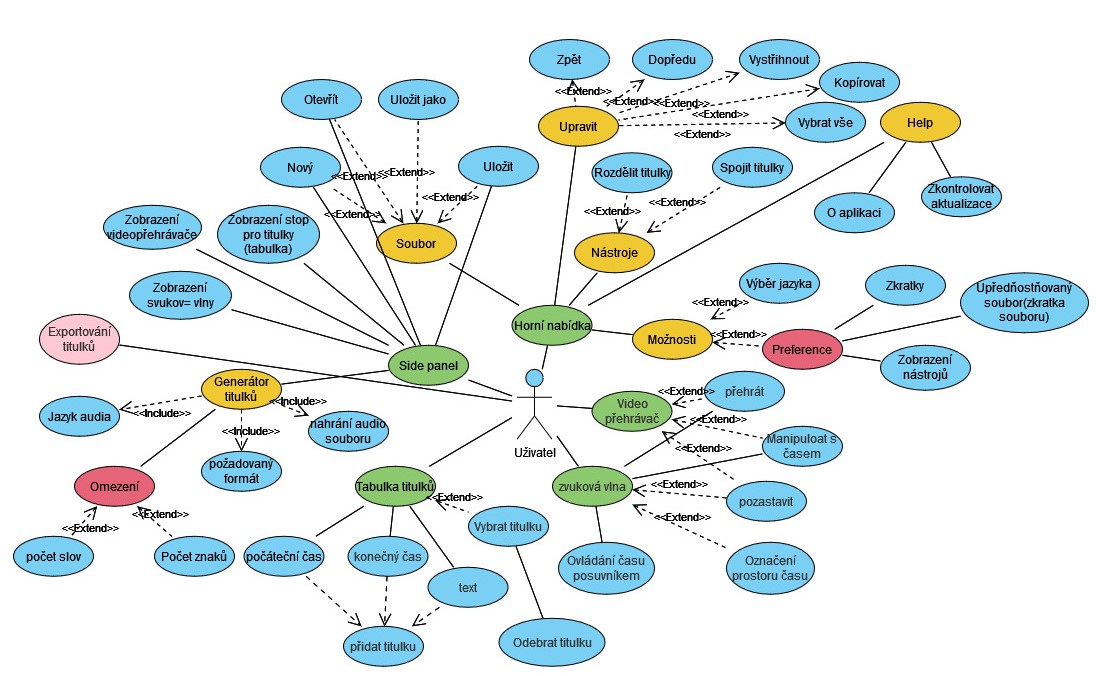 Zpět
Dopředu
Vystřihnout
Kopírovat
<<Extend>>
<<Extend>>
<<Extend>>
<<Extend>>
Otevřít
Uložit jako
Upravit
<<Extend>>
Vybrat vše
Help
Nový
<<Extend>>
<<Extend>>
Uložit
Rozdělit titulky
Spojit titulky
<<Extend>>
<<Extend>>
<<Extend>>
<<Extend>>
O aplikaci
Zkontrolovat
aktualizace
Zobrazení
videopřehrávače
Zobrazení stop
pro titulky
(tabulka)
Soubor
Nástroje
Zobrazení
svukov= vlny
Výběr jazyka
Zkratky
Upřednostňovaný
soubor(zkratka
souboru)
<<Extend>>
Exportování
titulků
Horní nabídka
Možnosti
<<Extend>>
Preference
Side panel
Zobrazení
nástrojů
Generátor
titulků
<<Extend>>
přehrát
Jazyk audia
<<Include>>
<<Include>>
<<Include>>
nahrání audio
souboru
Video
přehrávač
<<Extend>>
Manipuloat s
časem
Uživatel
<<Extend>>
požadovaný
formát
Omezení
Tabulka titulků
<<Extend>>
zvuková vlna
<<Extend>>
pozastavit
<<Extend>>
<<Extend>>
<<Extend>>
Vybrat titulku
počet slov
Počet znaků
počáteční čas
konečný čas
text
Ovládání času
posuvníkem
Označení
prostoru času
přidat titulku
Odebrat titulku